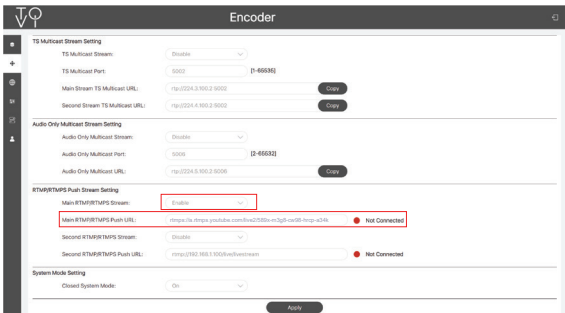 Encoder
TS Multicast Stream Setting
TS Multicast Stream: Disable
TS Multicast Port: 5002 [1-65535]
Main Stream TS Multicast URL: rtp://224.3.100.2:5002 Copy
Second Stream TS Multicast URL: rtp://224.4.100.2:5002 Copy
Audio Only Multicast Stream Setting
Audio Only Multicast Stream: Disable
Audio Only Multicast Port: 5006 [2-65532]
Audio Only Multicast URL: rtp://224.5.100.2:5006 Copy
RTMP/RTMPS Push Stream Setting
Main RTMP/RTMPS Stream: Enable
Main RTMP/RTMPS Push URL: Not Connected
Second RTMP/RTMPS Stream: Disable
Second RTMP/RTMPS Push URL: rtmp://192.168.1.100/live/livestream Not Connected
System Mode Setting
Closed System Mode: On
Apply